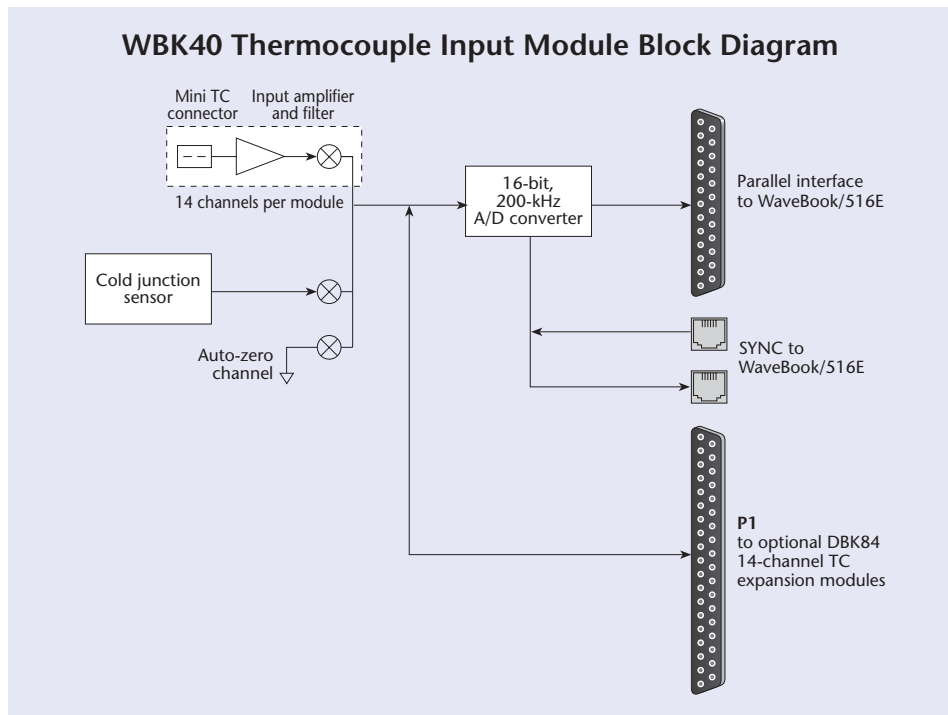 WBK40 Thermocouple Input Module Block Diagram
Mini TC
connector
Input amplifier
and filter
14 channels per module
16-bit,
200-kHz
A/D converter
Parallel interface
to WaveBook/516E
Cold junction
sensor
Auto-zero
channel
SYNC to
WaveBook/516E
P1
to optional DBK84
14-channel TC
expansion modules